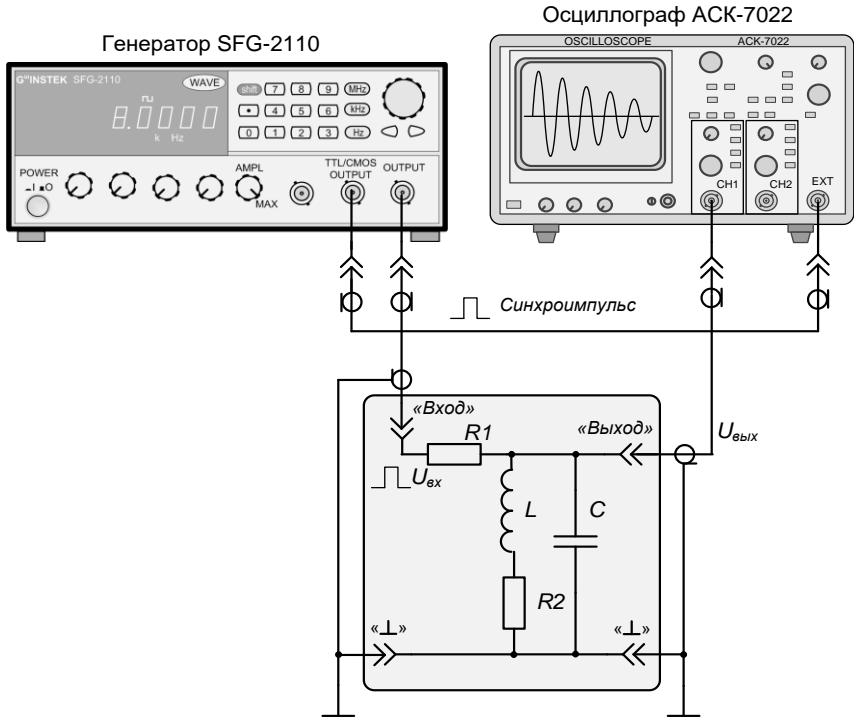 Осциллограф АСК-7022
Генератор SFG-2110
OSCILLOSCOPE АСК-7022
GWINSTEK SFG-2110
WAVE
8.0000
k Hz
shift 7 8 9 MHz
• 4 5 6 kHz
0 1 2 3 Hz
POWER
I O
AMPL
MAX
TTL/CMOS
OUTPUT
OUTPUT
CH1
CH2
EXT
Синхроимпульс
«Вход»
R1
«Выход»
Uвых
Uвх
L
C
R2
«⊥»
«⊥»